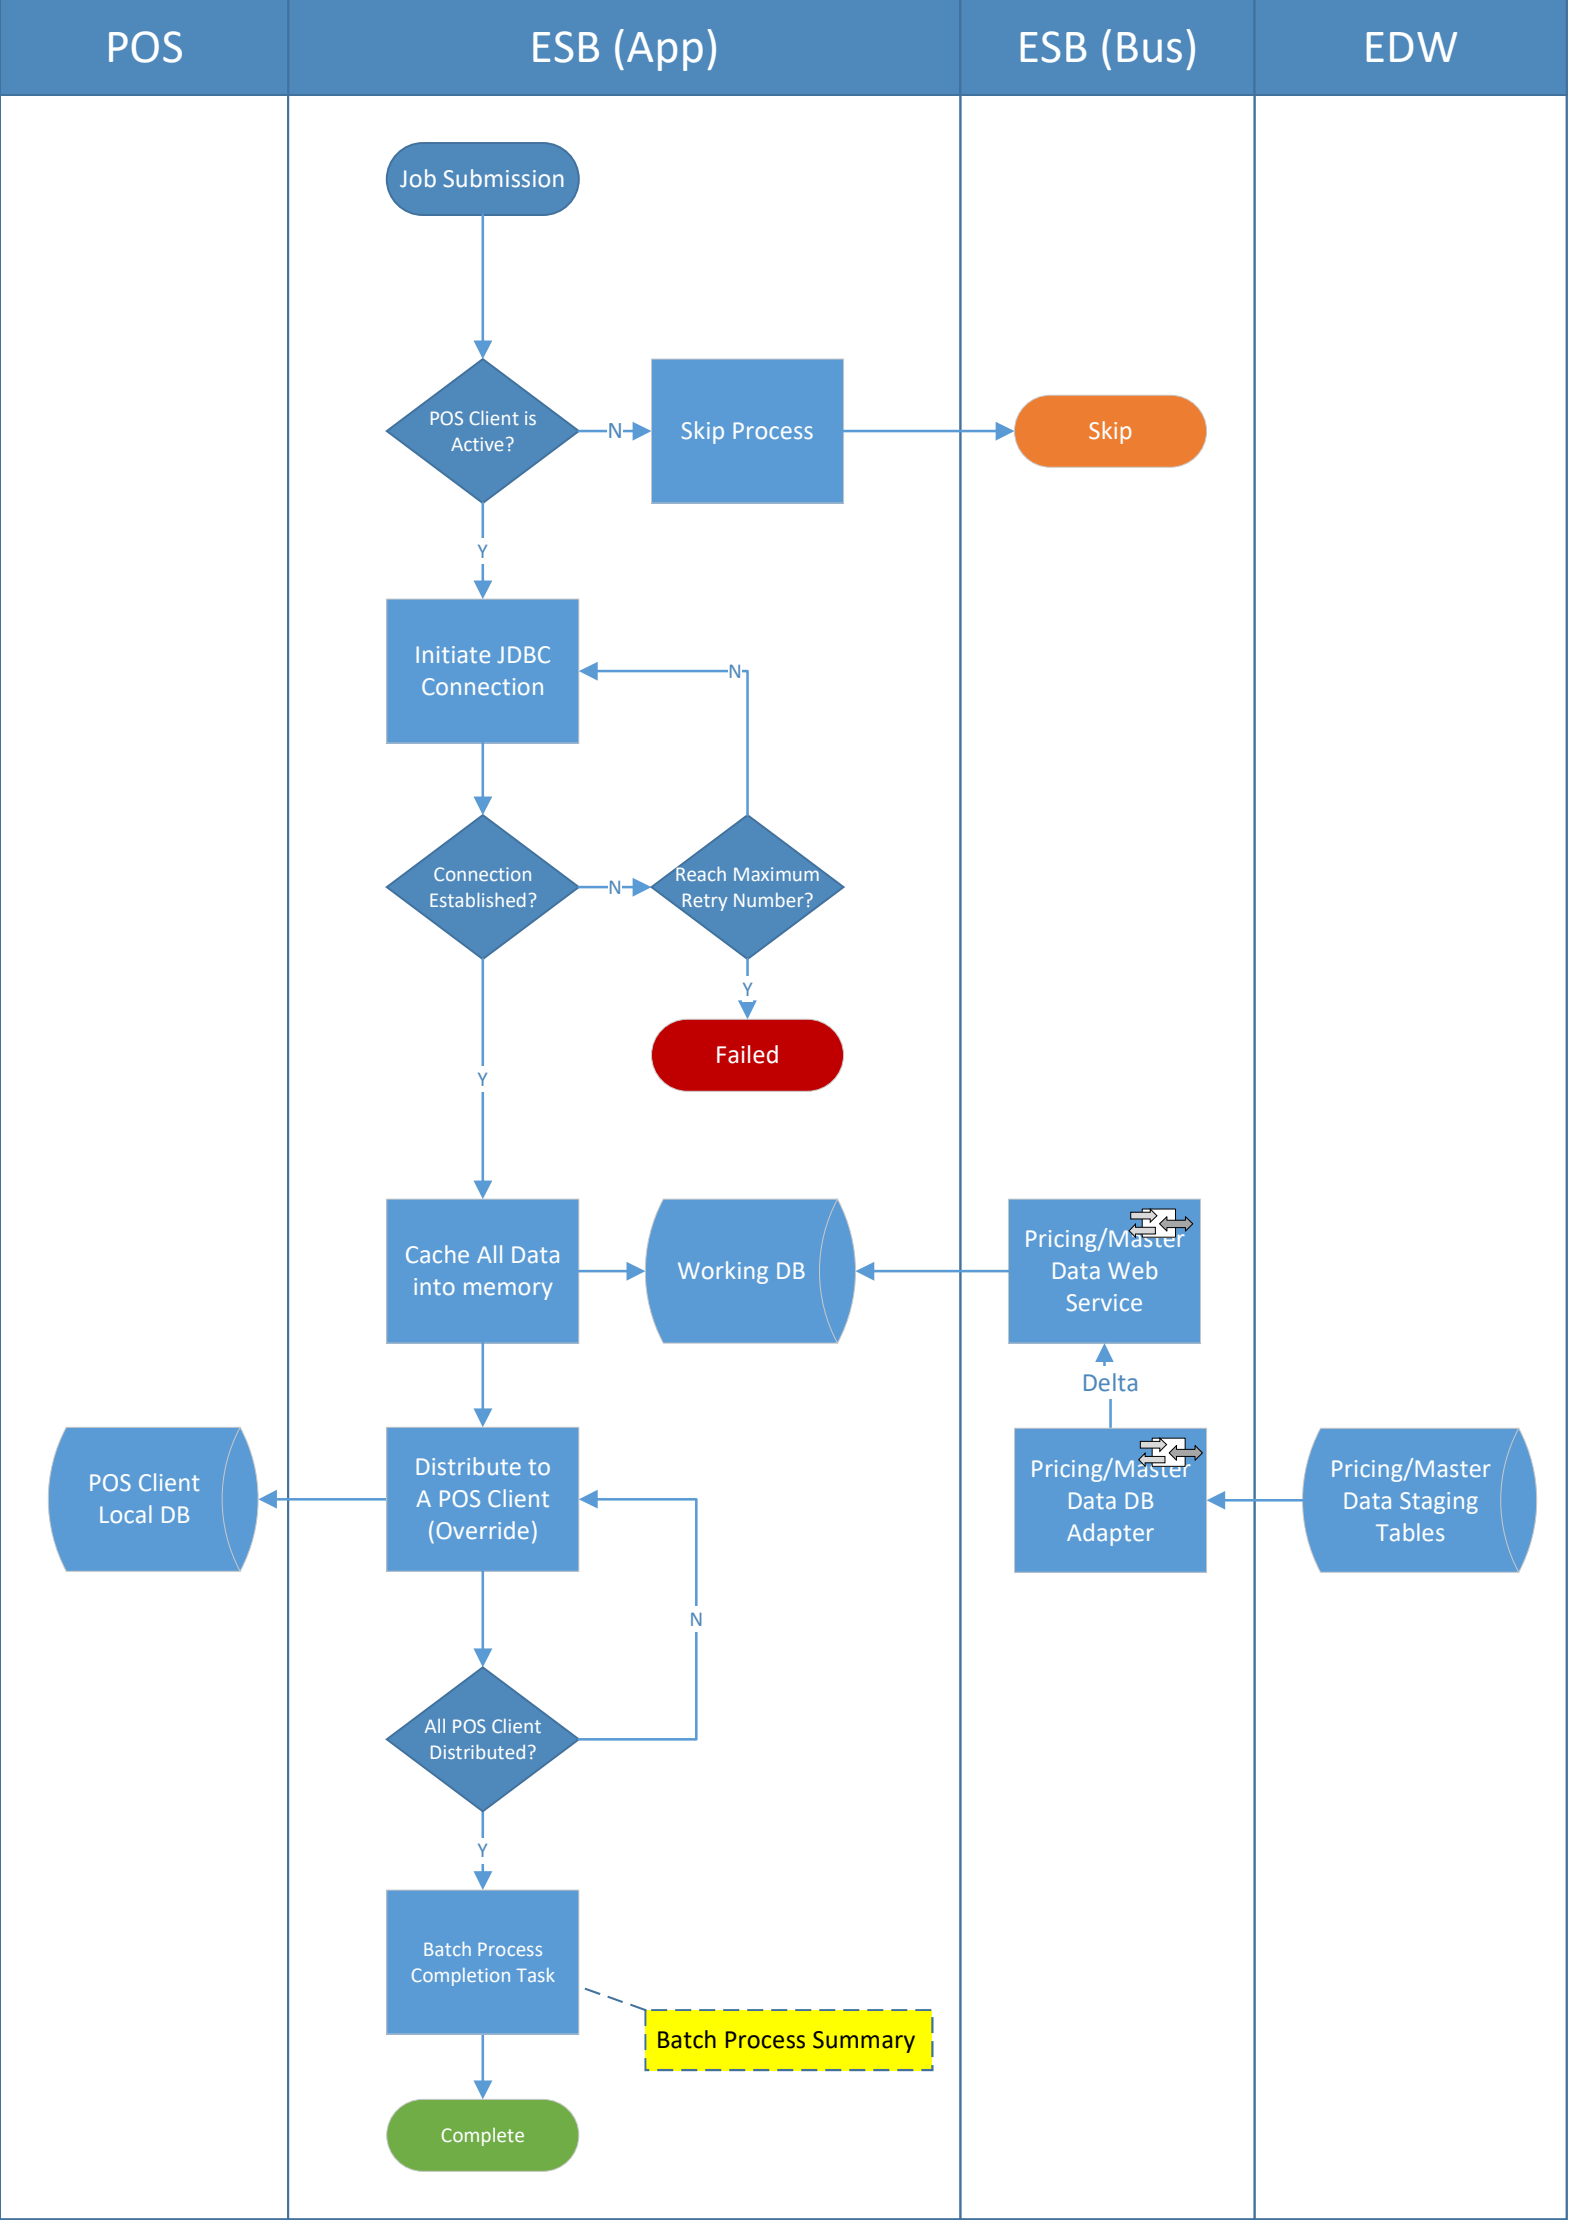 POS
ESB (App)
ESB (Bus)
EDW
Job Submission
POS Client is
Active?
N
Skip Process
Skip
Y
Initiate JDBC
Connection
N
Connection
Established?
N
Reach Maximum
Retry Number?
Y
Failed
Y
Cache All Data
into memory
Working DB
Pricing/Master
Data Web
Service
Delta
POS Client
Local DB
Distribute to
A POS Client
(Override)
Pricing/Master
Data DB
Adapter
Pricing/Master
Data Staging
Tables
N
All POS Client
Distributed?
Y
Batch Process
Completion Task
Batch Process Summary
Complete